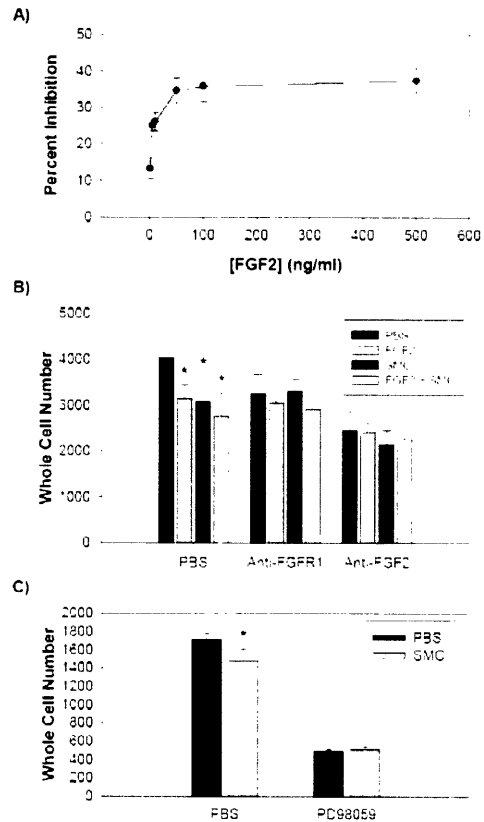 A)
50
40
30
20
10
0
Percent Inhibition
0 100 200 300 400 500 600
[FGF2] (ng/ml)
B)
5000
4000
3000
2000
1000
0
Whole Cell Number
PBS
FGF2
PBS Anti-FGFR1 Anti-FGF2
C)
2000
1800
1600
1400
1200
1000
800
600
400
200
0
Whole Cell Number
PBS
SMC
PBS PD98059